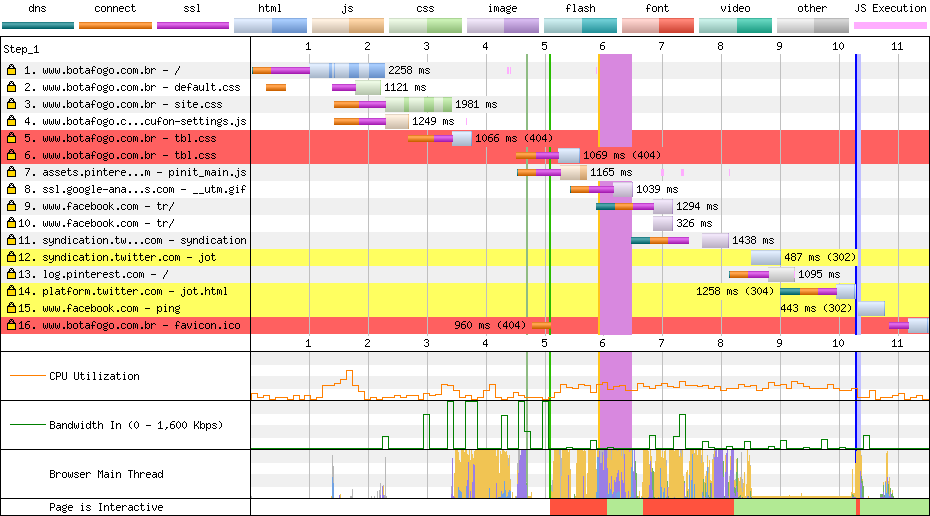 dns connect ssl html js css image flash font video other JS Execution
Step_1 1 2 3 4 5 6 7 8 9 10 11
1. www.botafogo.com.br - / 2258 ms
2. www.botafogo.com.br - default.css 1121 ms
3. www.botafogo.com.br - site.css 1981 ms
4. www.botafogo.c...cufon-settings.js 1249 ms
5. www.botafogo.com.br - tbl.css 1066 ms (404)
6. www.botafogo.com.br - tbl.css 1069 ms (404)
7. assets.pintere...m - pinit_main.js 1165 ms
8. ssl.google-ana...s.com - __utm.gif 1039 ms
9. www.facebook.com - tr/ 1294 ms
10. www.facebook.com - tr/ 326 ms
11. syndication.tw...com - syndication 1438 ms
12. syndication.twitter.com - jot 487 ms (302)
13. log.pinterest.com - / 1095 ms
14. platform.twitter.com - jot.html 1258 ms (304)
15. www.facebook.com - ping 443 ms (302)
16. www.botafogo.com.br - favicon.ico 960 ms (404)
1 2 3 4 5 6 7 8 9 10 11
CPU Utilization
Bandwidth In (0 - 1,600 Kbps)
Browser Main Thread
Page is Interactive